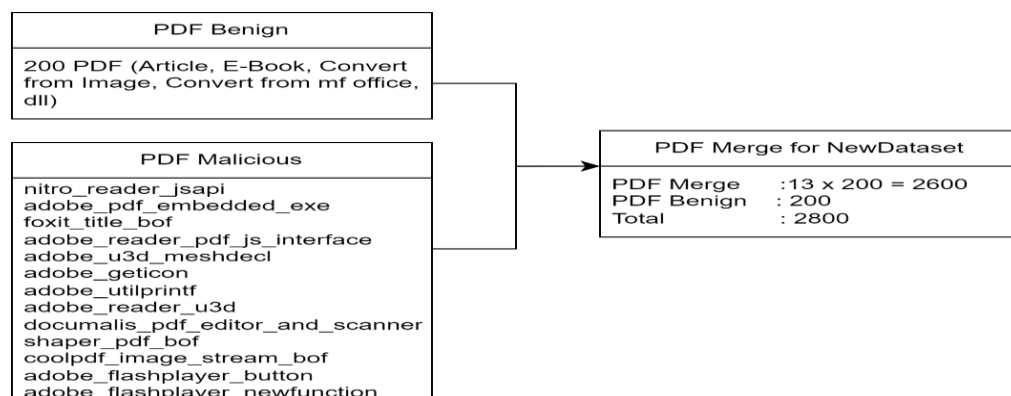 PDF Benign
200 PDF (Article, E-Book, Convert
from Image, Convert from mf office,
dll)
PDF Malicious
nitro_reader_jsapi
adobe_pdf_embedded_exe
foxit_title_bof
adobe_reader_pdf_js_interface
adobe_u3d_meshdecl
adobe_geticon
adobe_utilprintf
adobe_reader_u3d
documalis_pdf_editor_and_scanner
shaper_pdf_bof
coolpdf_image_stream_bof
adobe_flashplayer_button
adobe_flashplayer_newfunction
PDF Merge for NewDataset
PDF Merge :13 x 200 = 2600
PDF Benign : 200
Total : 2800